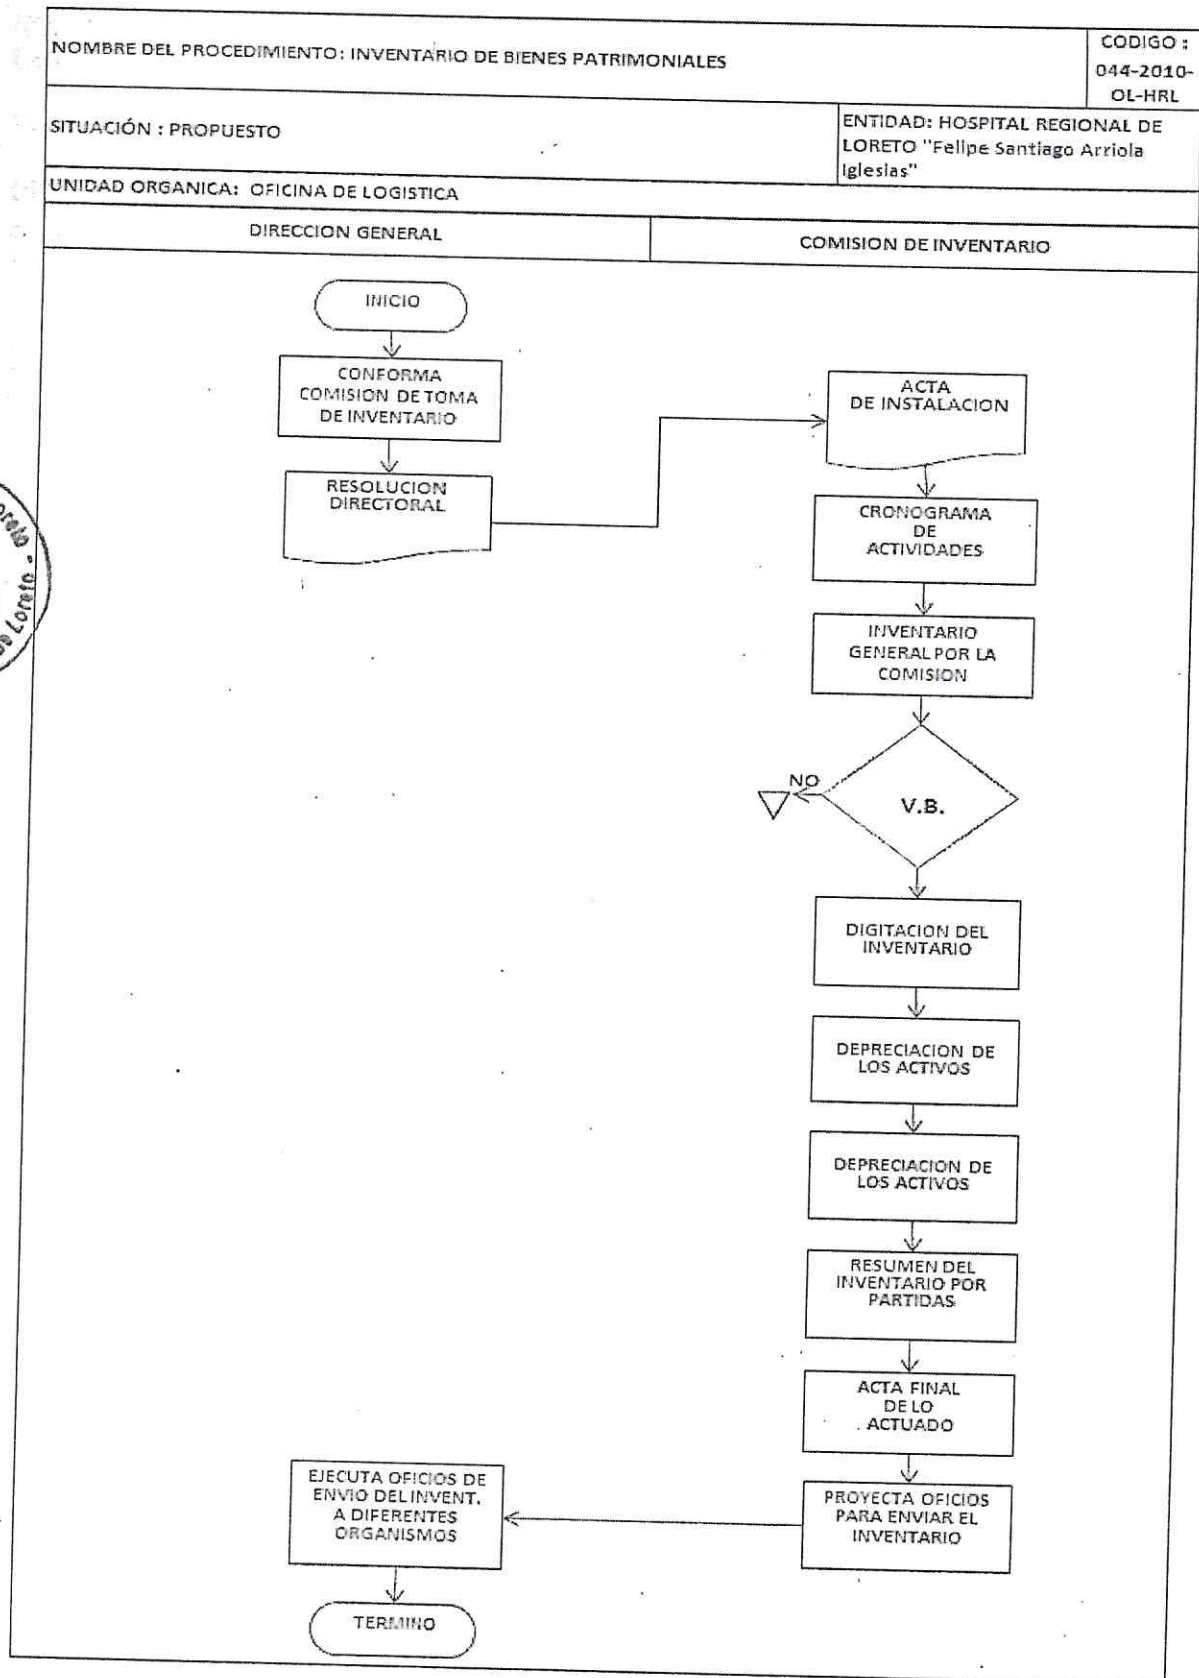 NOMBRE DEL PROCEDIMIENTO: INVENTARIO DE BIENES PATRIMONIALES
CODIGO :
044-2010-
OL-HRL
SITUACIÓN : PROPUESTO
ENTIDAD: HOSPITAL REGIONAL DE
LORETO "Felipe Santiago Arriola
Iglesias"
UNIDAD ORGANICA: OFICINA DE LOGISTICA
DIRECCION GENERAL
COMISION DE INVENTARIO
INICIO
CONFORMA
COMISION DE TOMA
DE INVENTARIO
RESOLUCION
DIRECTORAL
ACTA
DE INSTALACION
CRONOGRAMA
DE
ACTIVIDADES
INVENTARIO
GENERAL POR LA
COMISION
NO
V.B.
DIGITACION DEL
INVENTARIO
DEPRECIACION DE
LOS ACTIVOS
DEPRECIACION DE
LOS ACTIVOS
RESUMEN DEL
INVENTARIO POR
PARTIDAS
ACTA FINAL
DE LO
ACTUADO
PROYECTA OFICIOS
PARA ENVIAR EL
INVENTARIO
EJECUTA OFICIOS DE
ENVIO DEL INVENT.
A DIFERENTES
ORGANISMOS
TERMINO
Loreto